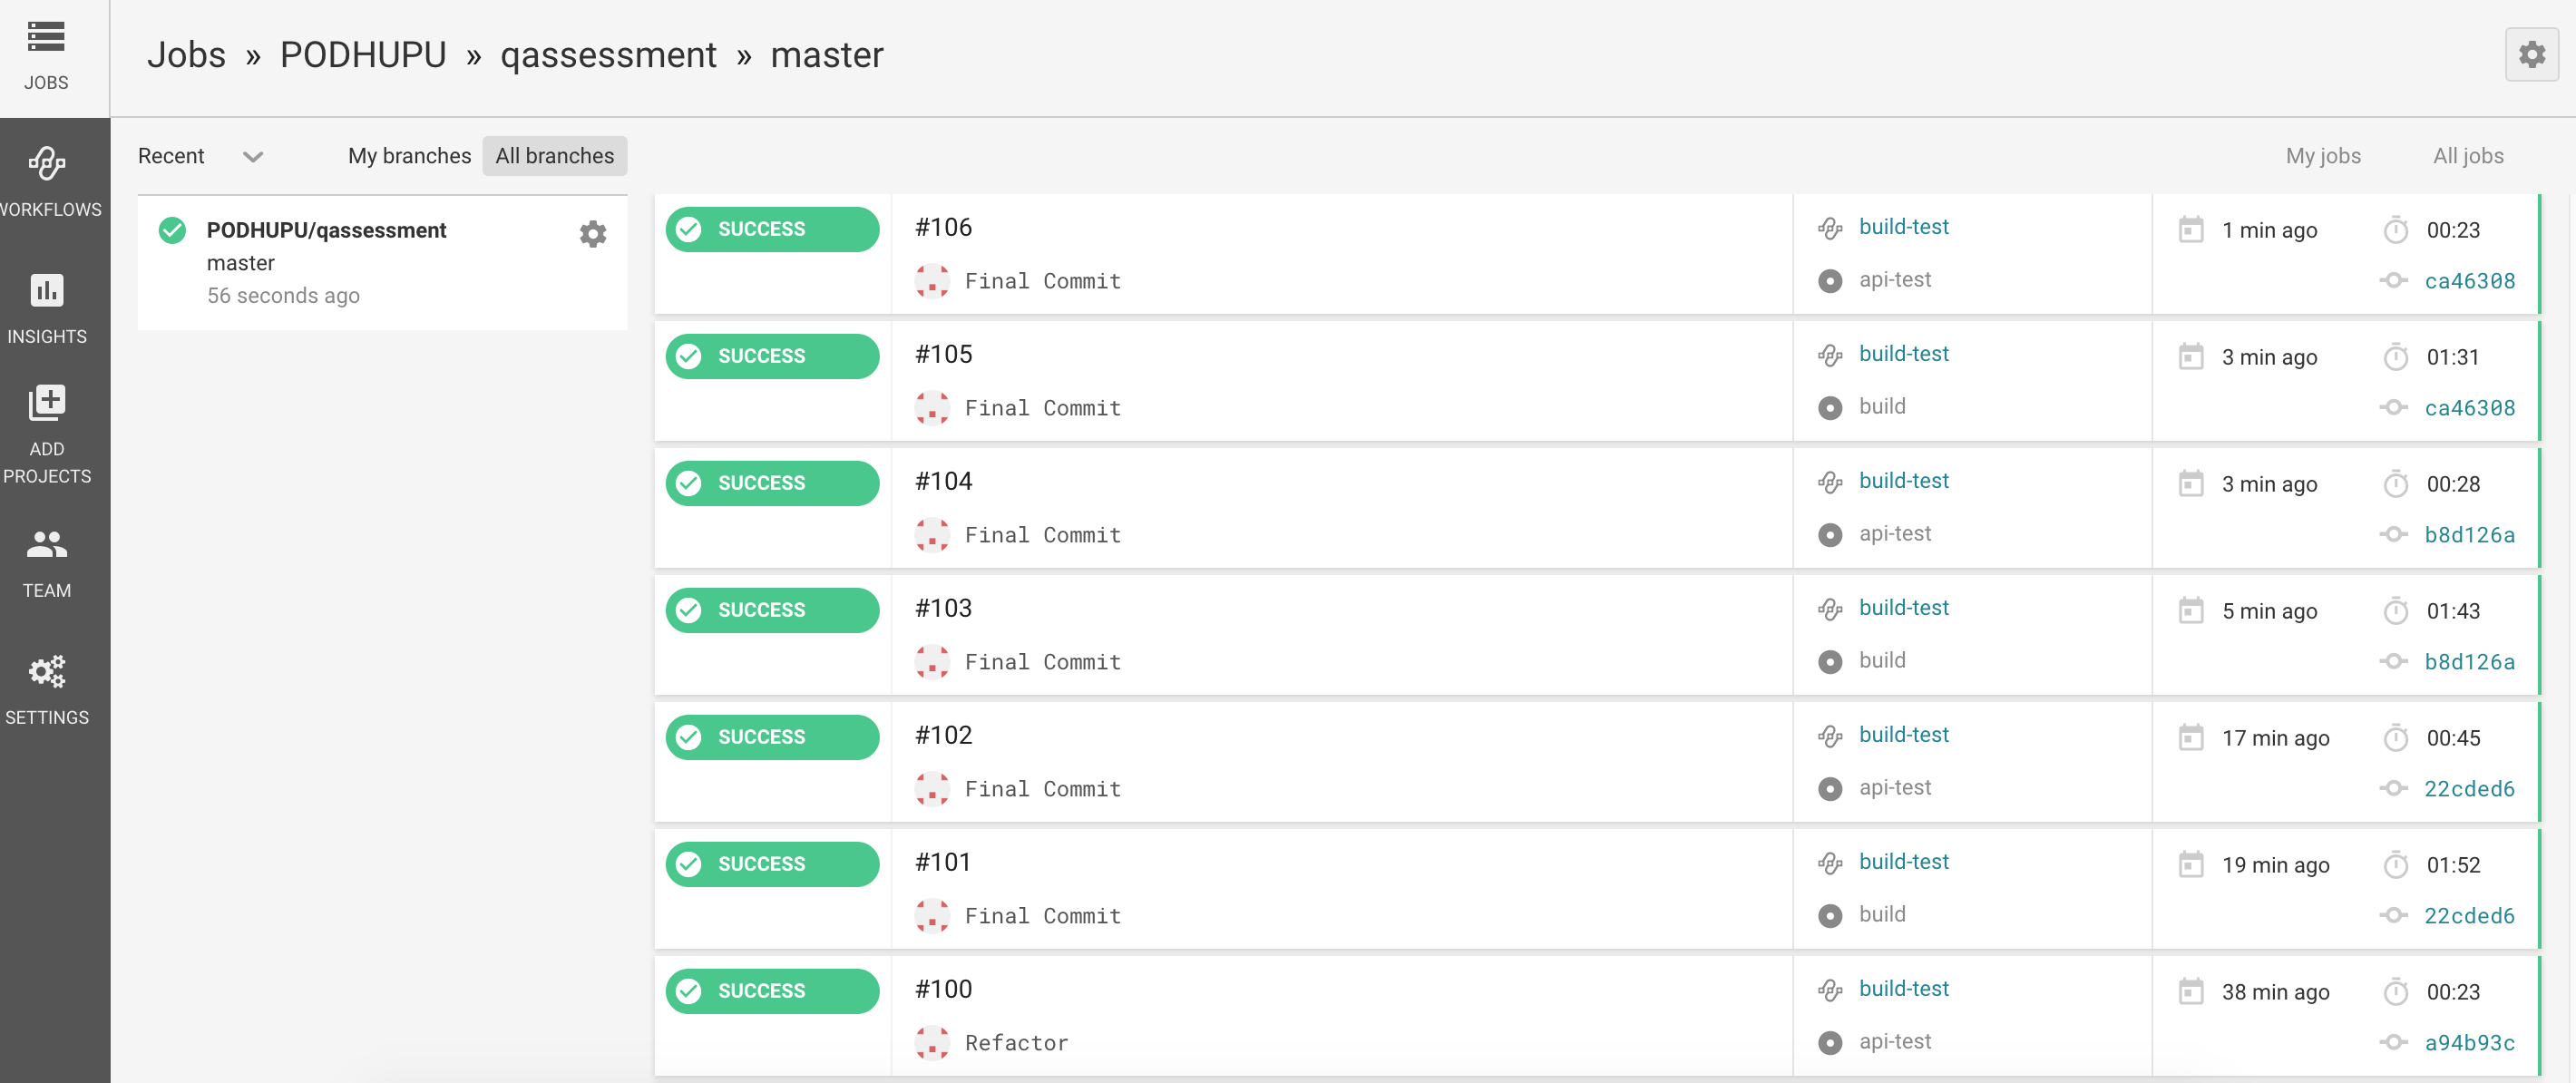 JOBS
WORKFLOWS
INSIGHTS
ADD
PROJECTS
TEAM
SETTINGS
Jobs » PODHUPU » qassessment » master
Recent My branches All branches My jobs All jobs
PODHUPU/qassessment
master
56 seconds ago
SUCCESS #106 build-test 1 min ago 00:23
Final Commit api-test ca46308
SUCCESS #105 build-test 3 min ago 01:31
Final Commit build ca46308
SUCCESS #104 build-test 3 min ago 00:28
Final Commit api-test b8d126a
SUCCESS #103 build-test 5 min ago 01:43
Final Commit build b8d126a
SUCCESS #102 build-test 17 min ago 00:45
Final Commit api-test 22cded6
SUCCESS #101 build-test 19 min ago 01:52
Final Commit build 22cded6
SUCCESS #100 build-test 38 min ago 00:23
Refactor api-test a94b93c